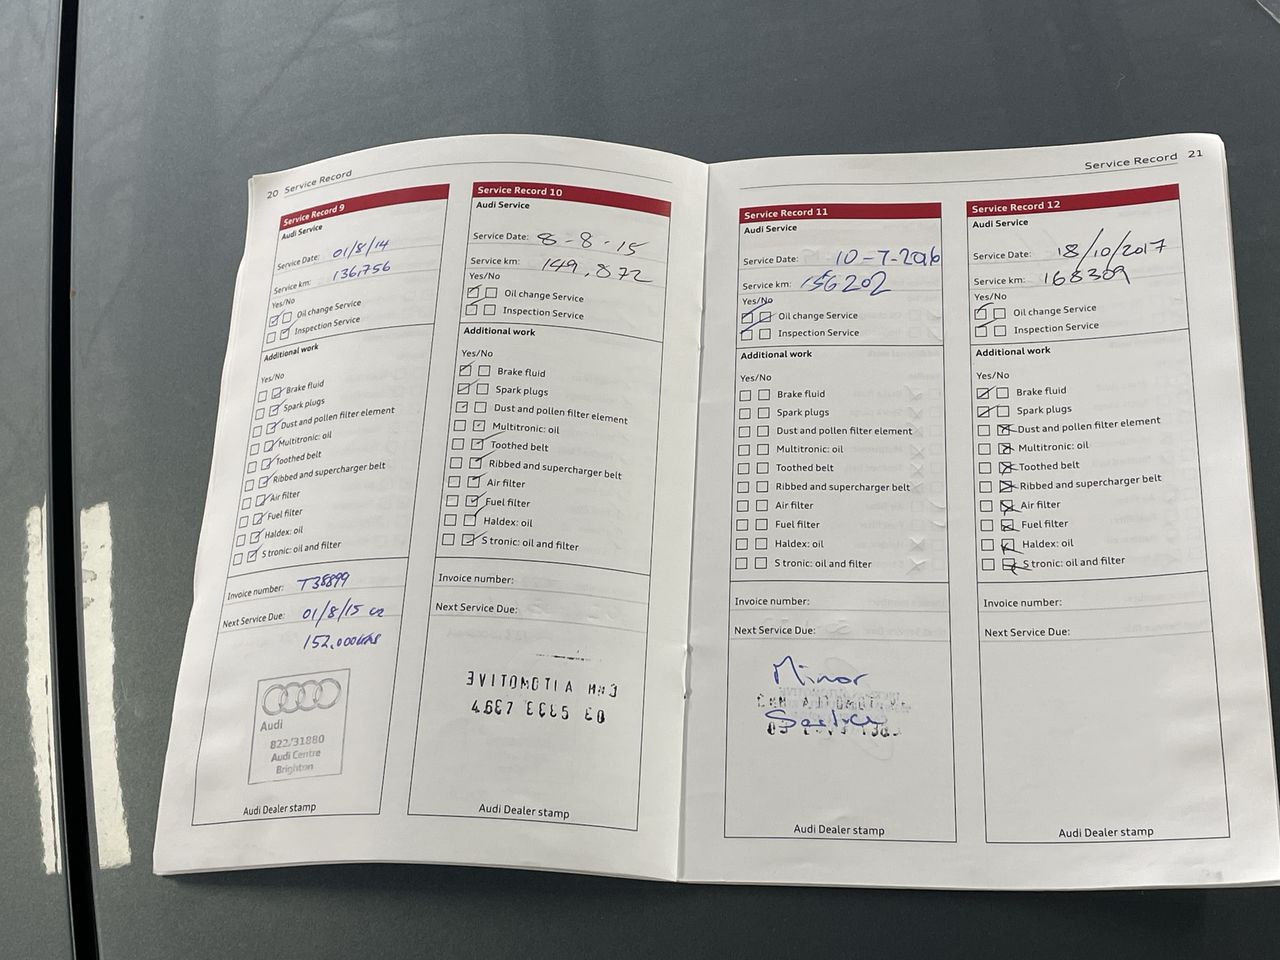 20 Service Record
Service Record 9
Audi Service
Service Date: 01/8/14
Service km: 136,756
Yes/No
Oil change Service
Inspection Service
Additional work
Yes/No
Brake fluid
Spark plugs
Dust and pollen filter element
Multitronic: oil
Toothed belt
Ribbed and supercharger belt
Air filter
Fuel filter
Haldex: oil
S tronic: oil and filter
Invoice number: T38899
Next Service Due: 01/8/15 or
152,000KMS
Audi
822/31880
Audi Centre
Brighton
Audi Dealer stamp
Service Record 10
Audi Service
Service Date: 8-8-15
Service km: 149,872
Yes/No
Oil change Service
Inspection Service
Additional work
Yes/No
Brake fluid
Spark plugs
Dust and pollen filter element
Multitronic: oil
Toothed belt
Ribbed and supercharger belt
Air filter
Fuel filter
Haldex: oil
S tronic: oil and filter
Invoice number:
Next Service Due:
Audi Dealer stamp
Service Record 21
Service Record 11
Audi Service
Service Date: 10-7-2016
Service km: 156202
Yes/No
Oil change Service
Inspection Service
Additional work
Yes/No
Brake fluid
Spark plugs
Dust and pollen filter element
Multitronic: oil
Toothed belt
Ribbed and supercharger belt
Air filter
Fuel filter
Haldex: oil
S tronic: oil and filter
Invoice number:
Next Service Due:
Minor
Service
Audi Dealer stamp
Service Record 12
Audi Service
Service Date: 18/10/2017
Service km: 168309
Yes/No
Oil change Service
Inspection Service
Additional work
Yes/No
Brake fluid
Spark plugs
Dust and pollen filter element
Multitronic: oil
Toothed belt
Ribbed and supercharger belt
Air filter
Fuel filter
Haldex: oil
S tronic: oil and filter
Invoice number:
Next Service Due:
Audi Dealer stamp